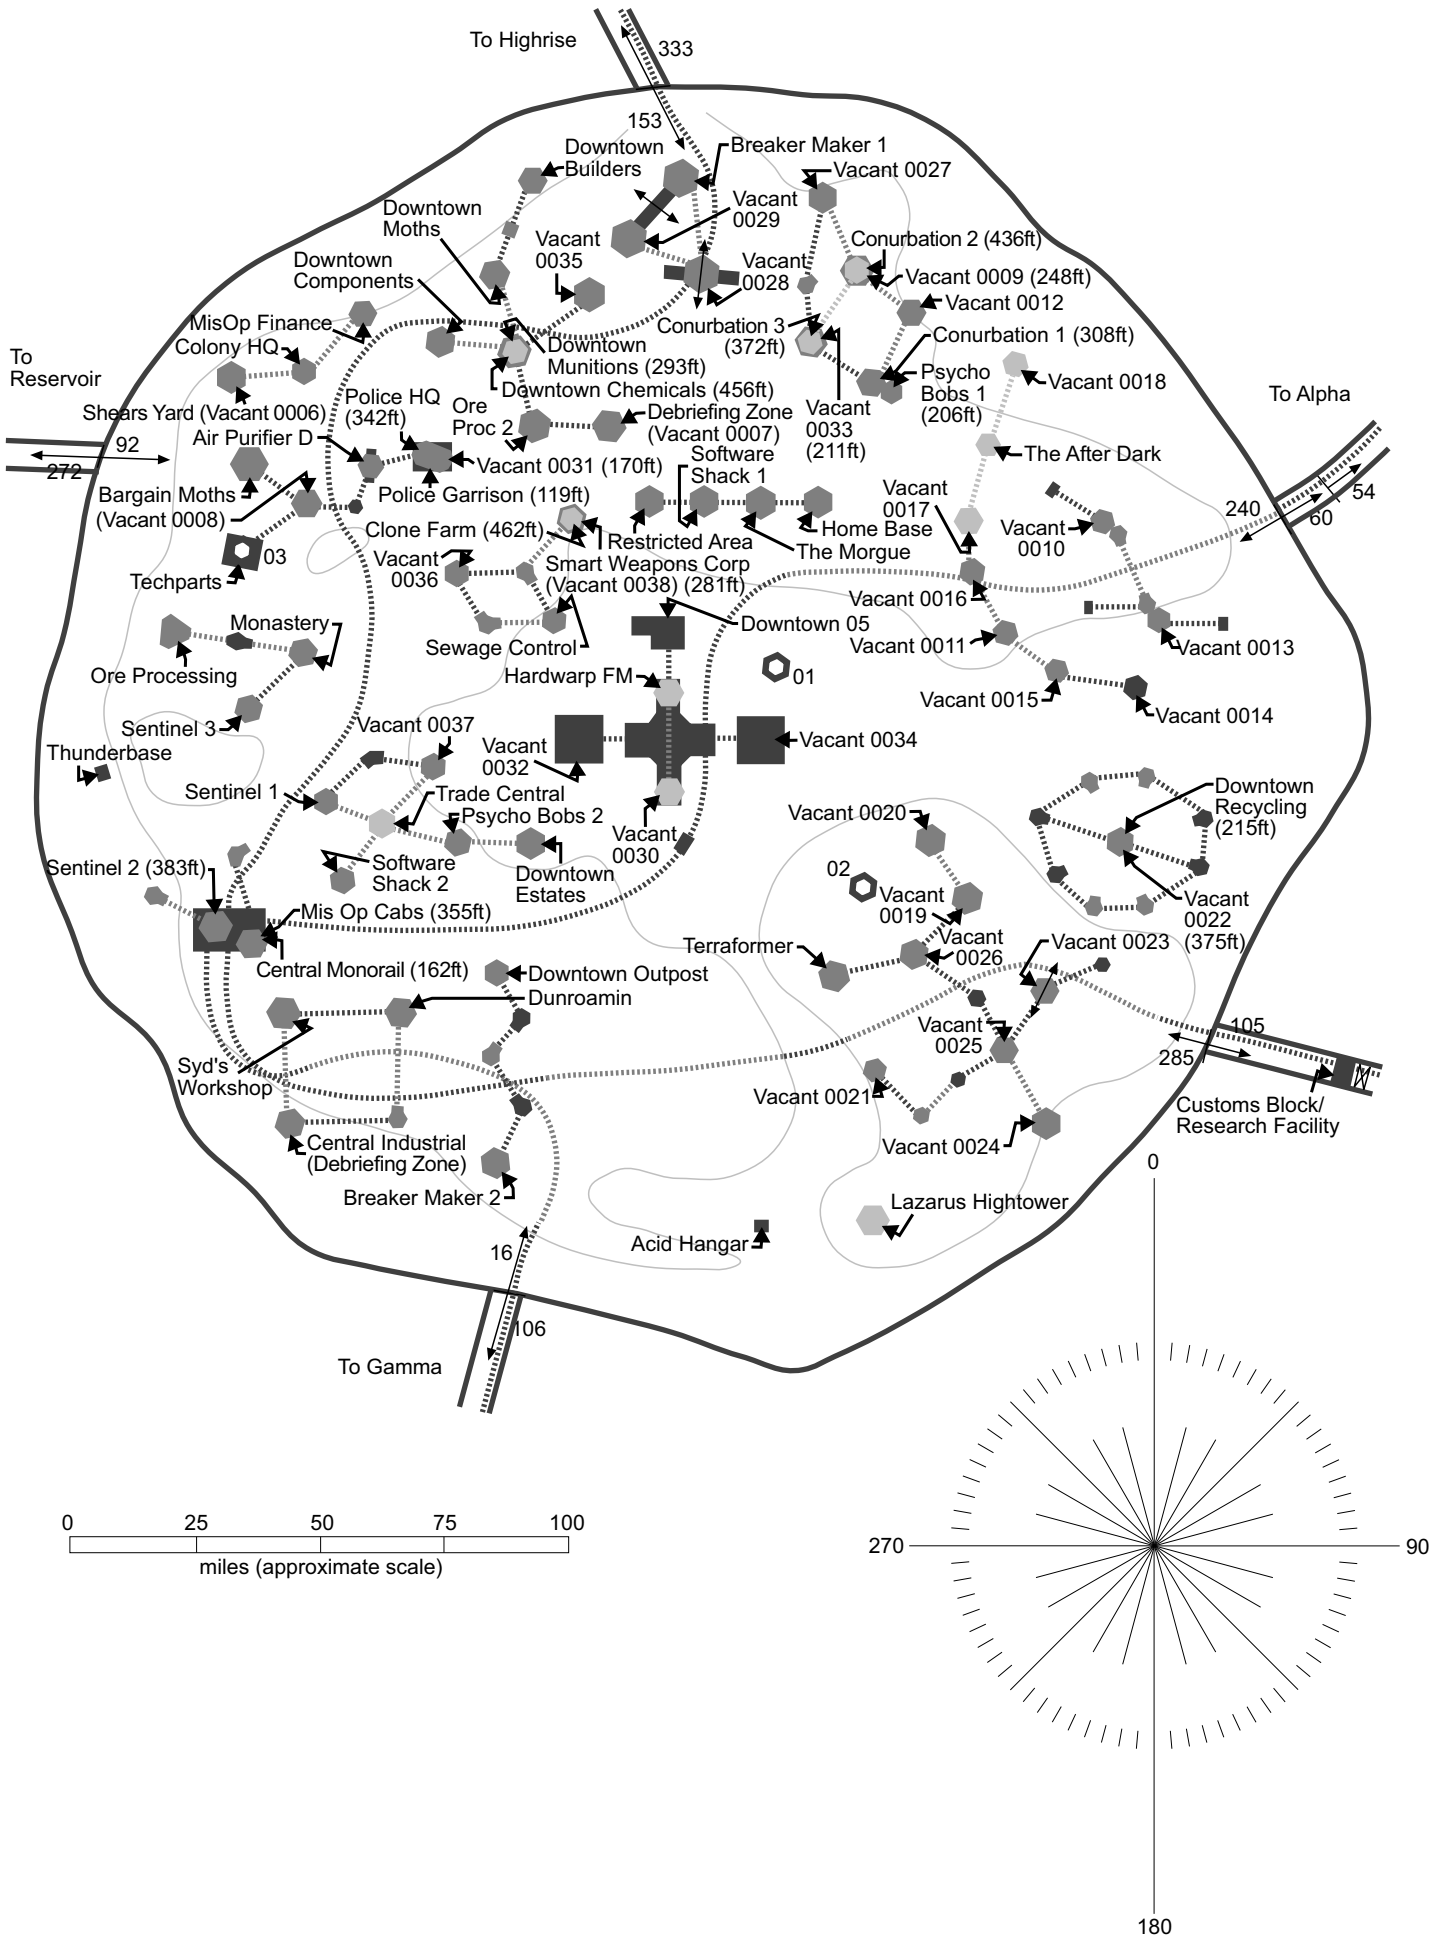 To Highrise
333
153
Downtown
Builders
Breaker Maker 1
Vacant 0027
Downtown
Moths
Vacant
0029
Vacant
0035
Conurbation 2 (436ft)
Downtown
Components
Vacant
0028
Vacant 0009 (248ft)
Vacant 0012
MisOp Finance
Colony HQ
Conurbation 3
(372ft)
Conurbation 1 (308ft)
To
Reservoir
Downtown
Munitions (293ft)
Downtown Chemicals (456ft)
Psycho
Bobs 1
(206ft)
Vacant 0018
To Alpha
Shears Yard (Vacant 0006)
Police HQ
(342ft)
Ore
Proc 2
Debriefing Zone
(Vacant 0007)
Vacant
0033
(211ft)
Air Purifier D
92
272
Software
Shack 1
The After Dark
Vacant 0031 (170ft)
Bargain Moths
(Vacant 0008)
Police Garrison (119ft)
Vacant
0017
54
240
60
Clone Farm (462ft)
Home Base
Vacant
0010
Restricted Area
The Morgue
03
Techparts
Vacant
0036
Smart Weapons Corp
(Vacant 0038) (281ft)
Vacant 0016
Monastery
Downtown 05
Sewage Control
Vacant 0011
Vacant 0013
Ore Processing
Hardwarp FM
01
Vacant 0015
Sentinel 3
Vacant 0037
Vacant 0014
Thunderbase
Vacant
0032
Vacant 0034
Sentinel 1
Trade Central
Psycho Bobs 2
Downtown
Recycling
(215ft)
Vacant 0020
Vacant
0030
Sentinel 2 (383ft)
Software
Shack 2
Downtown
Estates
02
Vacant
0019
Vacant
0022
(375ft)
Mis Op Cabs (355ft)
Terraformer
Vacant
0026
Vacant 0023
Central Monorail (162ft)
Downtown Outpost
Dunroamin
Vacant
0025
105
285
Syd's
Workshop
Vacant 0021
Customs Block/
Research Facility
Central Industrial
(Debriefing Zone)
Vacant 0024
Breaker Maker 2
Lazarus Hightower
Acid Hangar
16
106
To Gamma
0
0
25
50
75
100
miles (approximate scale)
270
90
180